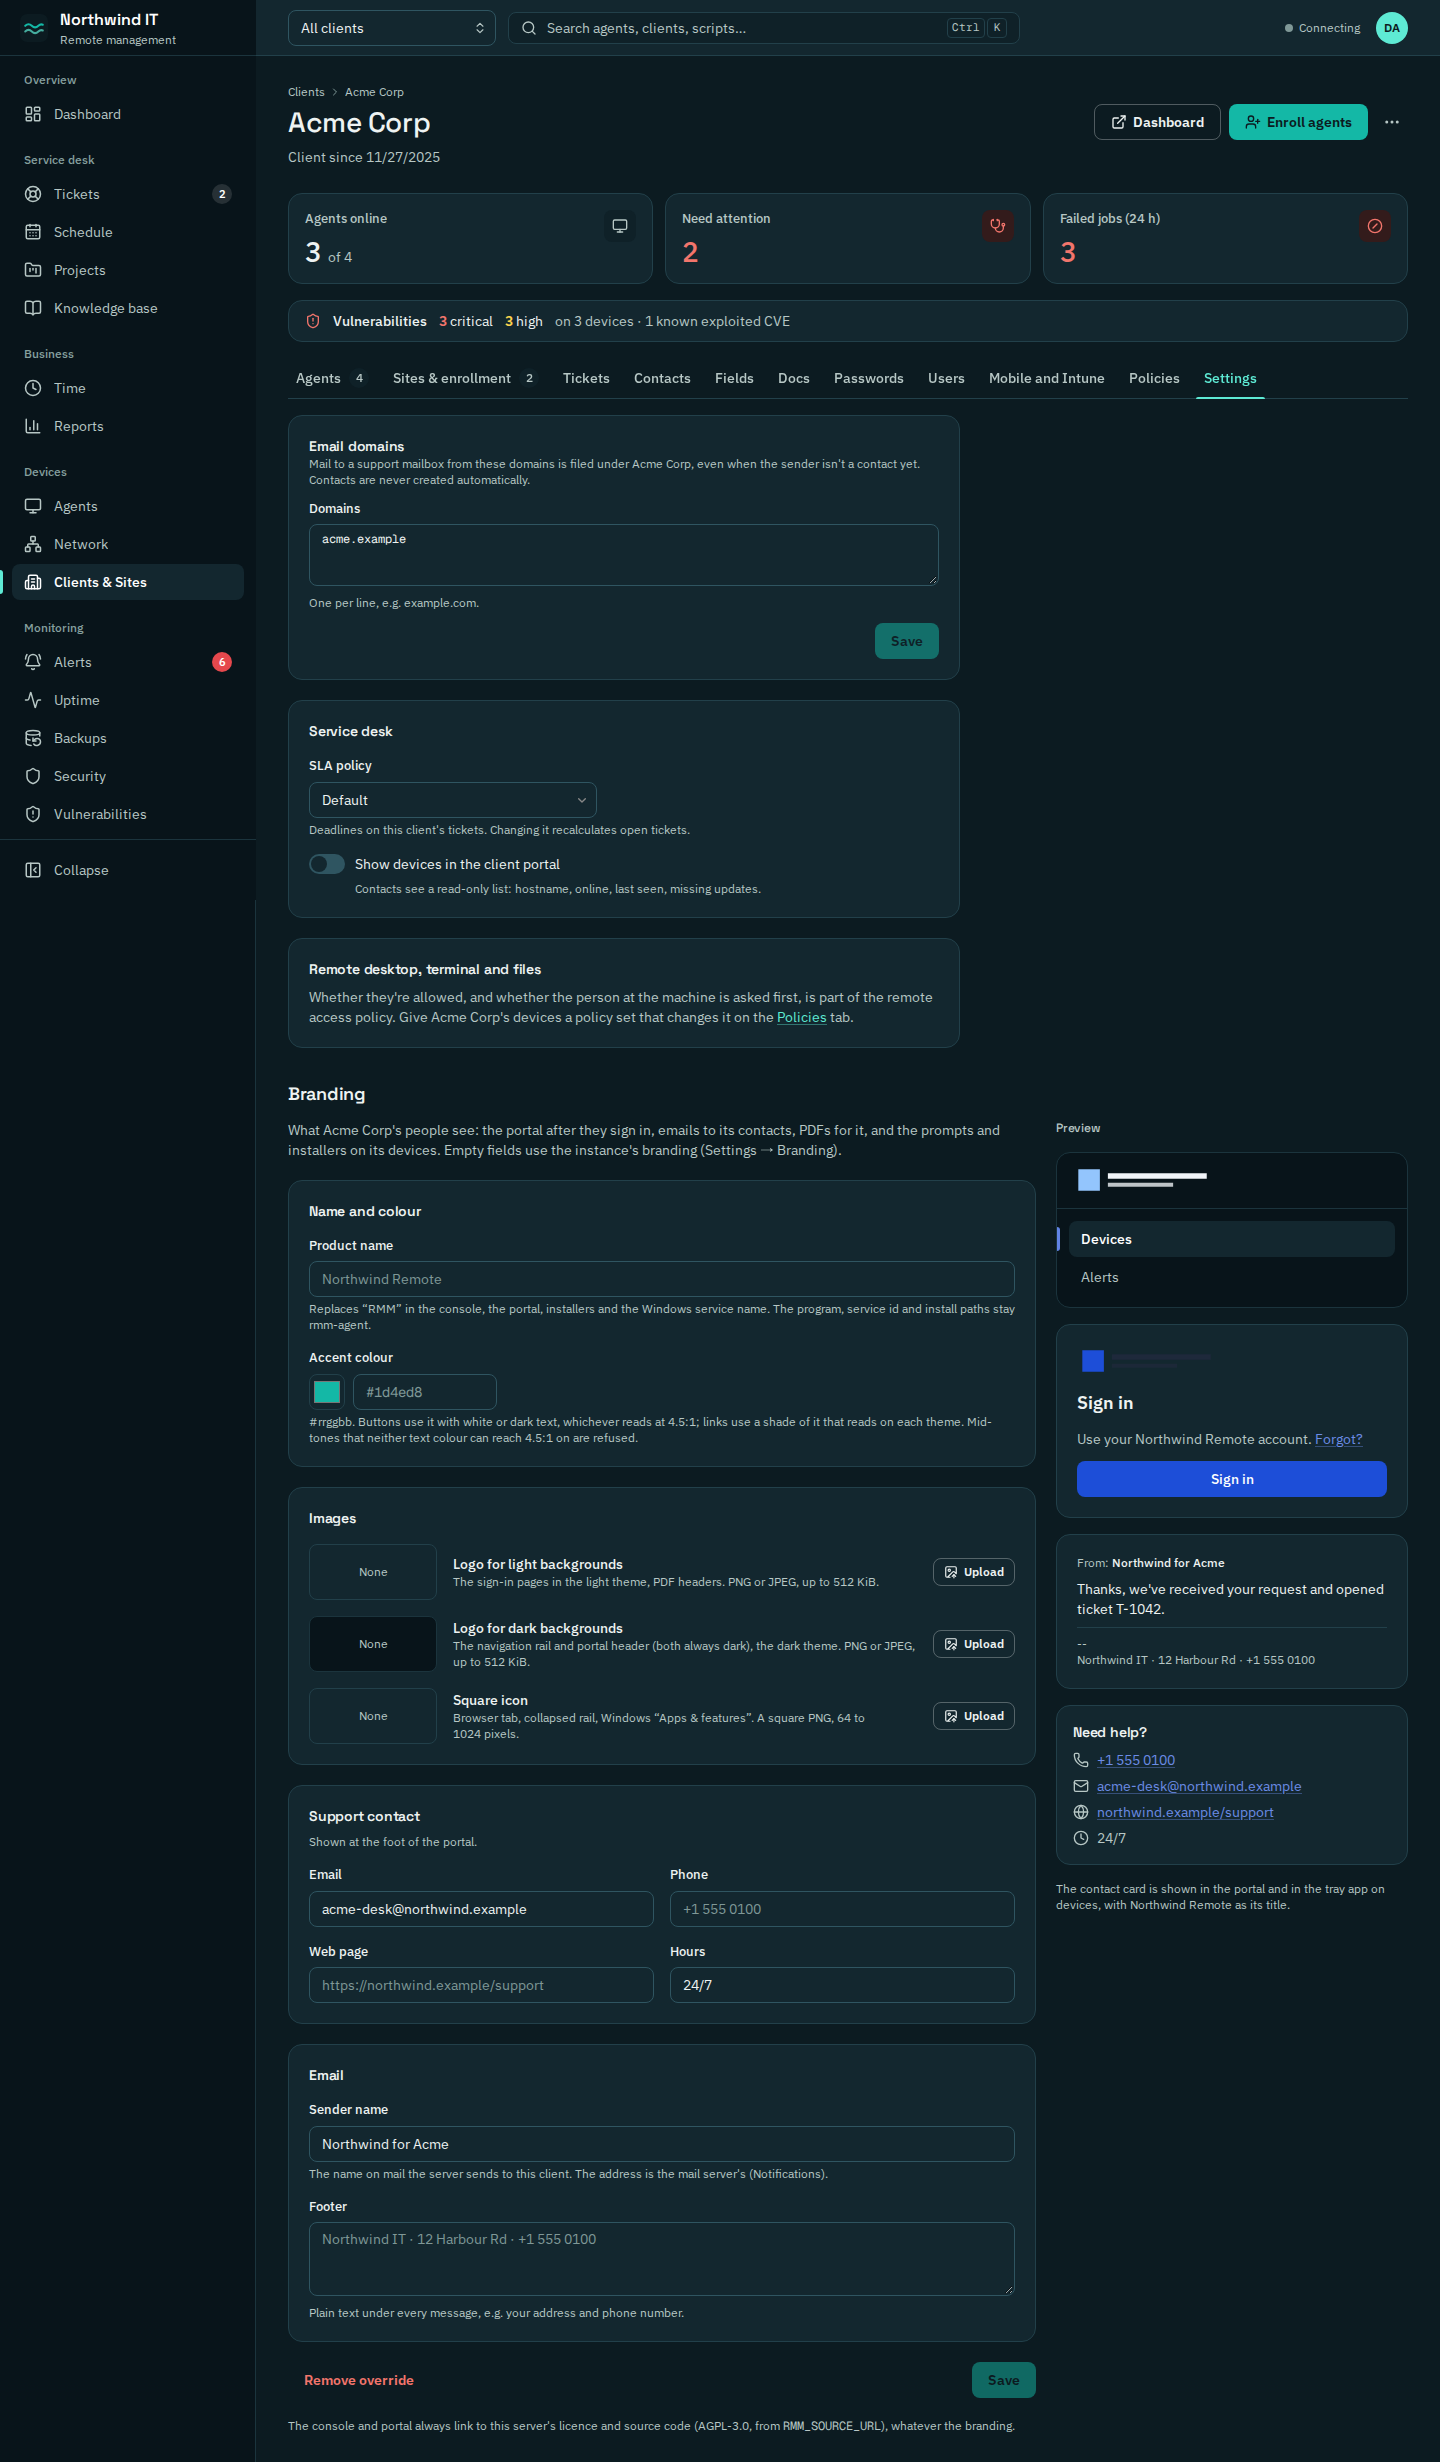 Northwind IT
Remote management
All clients
Search agents, clients, scripts...
Ctrl K
Connecting
DA
Overview
Dashboard
Service desk
Tickets 2
Schedule
Projects
Knowledge base
Business
Time
Reports
Devices
Agents
Network
Clients & Sites
Monitoring
Alerts 6
Uptime
Backups
Security
Vulnerabilities
Collapse
Clients > Acme Corp
Acme Corp
Client since 11/27/2025
Dashboard
Enroll agents
Agents online
3 of 4
Need attention
2
Failed jobs (24 h)
3
Vulnerabilities 3 critical 3 high on 3 devices · 1 known exploited CVE
Agents 4 Sites & enrollment 2 Tickets Contacts Fields Docs Passwords Users Mobile and Intune Policies Settings
Email domains
Mail to a support mailbox from these domains is filed under Acme Corp, even when the sender isn't a contact yet.
Contacts are never created automatically.
Domains
acme.example
One per line, e.g. example.com.
Save
Service desk
SLA policy
Default
Deadlines on this client's tickets. Changing it recalculates open tickets.
Show devices in the client portal
Contacts see a read-only list: hostname, online, last seen, missing updates.
Remote desktop, terminal and files
Whether they're allowed, and whether the person at the machine is asked first, is part of the remote
access policy. Give Acme Corp's devices a policy set that changes it on the Policies tab.
Branding
What Acme Corp's people see: the portal after they sign in, emails to its contacts, PDFs for it, and the prompts and
installers on its devices. Empty fields use the instance's branding (Settings → Branding).
Name and colour
Product name
Northwind Remote
Replaces “RMM” in the console, the portal, installers and the Windows service name. The program, service id and install paths stay
rmm-agent.
Accent colour
#1d4ed8
#rrggbb. Buttons use it with white or dark text, whichever reads at 4.5:1; links use a shade of it that reads on each theme. Mid-
tones that neither text colour can reach 4.5:1 on are refused.
Images
None
Logo for light backgrounds
The sign-in pages in the light theme, PDF headers. PNG or JPEG, up to 512 KiB.
Upload
None
Logo for dark backgrounds
The navigation rail and portal header (both always dark), the dark theme. PNG or JPEG,
up to 512 KiB.
Upload
None
Square icon
Browser tab, collapsed rail, Windows “Apps & features”. A square PNG, 64 to
1024 pixels.
Upload
Support contact
Shown at the foot of the portal.
Email
acme-desk@northwind.example
Phone
+1 555 0100
Web page
https://northwind.example/support
Hours
24/7
Email
Sender name
Northwind for Acme
The name on mail the server sends to this client. The address is the mail server's (Notifications).
Footer
Northwind IT · 12 Harbour Rd · +1 555 0100
Plain text under every message, e.g. your address and phone number.
Remove override
Save
The console and portal always link to this server's licence and source code (AGPL-3.0, from RMM_SOURCE_URL), whatever the branding.
Preview
Devices
Alerts
Sign in
Use your Northwind Remote account. Forgot?
Sign in
From: Northwind for Acme
Thanks, we've received your request and opened
ticket T-1042.
--
Northwind IT · 12 Harbour Rd · +1 555 0100
Need help?
+1 555 0100
acme-desk@northwind.example
northwind.example/support
24/7
The contact card is shown in the portal and in the tray app on
devices, with Northwind Remote as its title.